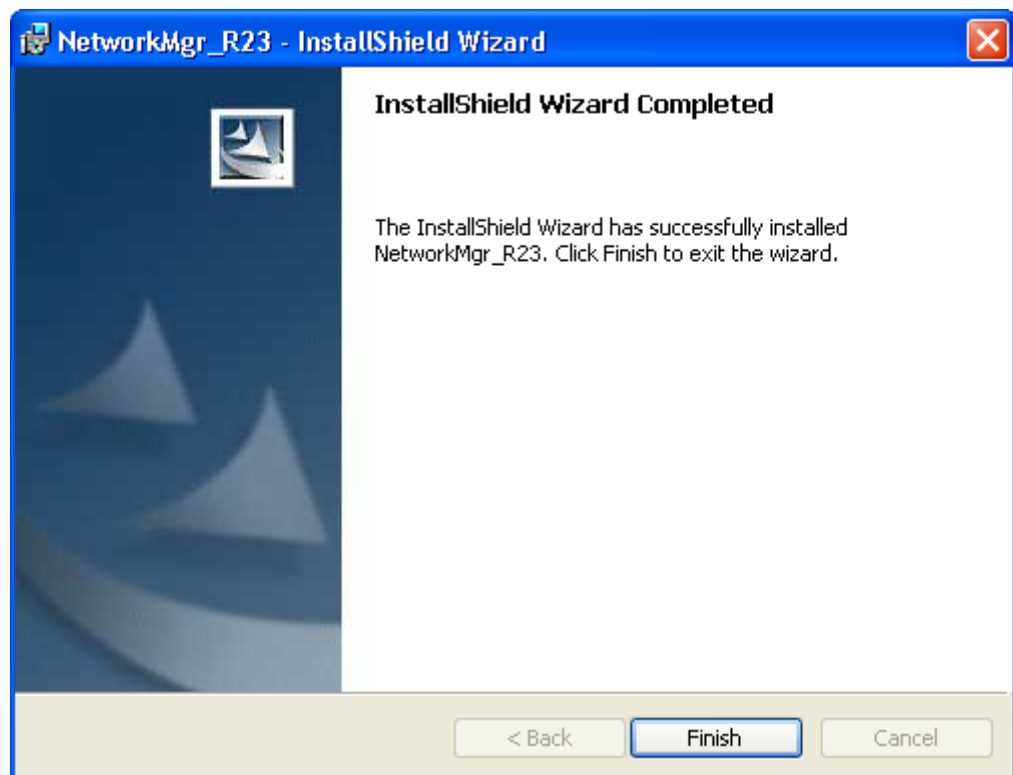 NetworkMgr_R23 - InstallShield Wizard
InstallShield Wizard Completed
The InstallShield Wizard has successfully installed
NetworkMgr_R23. Click Finish to exit the wizard.
< Back
Finish
Cancel